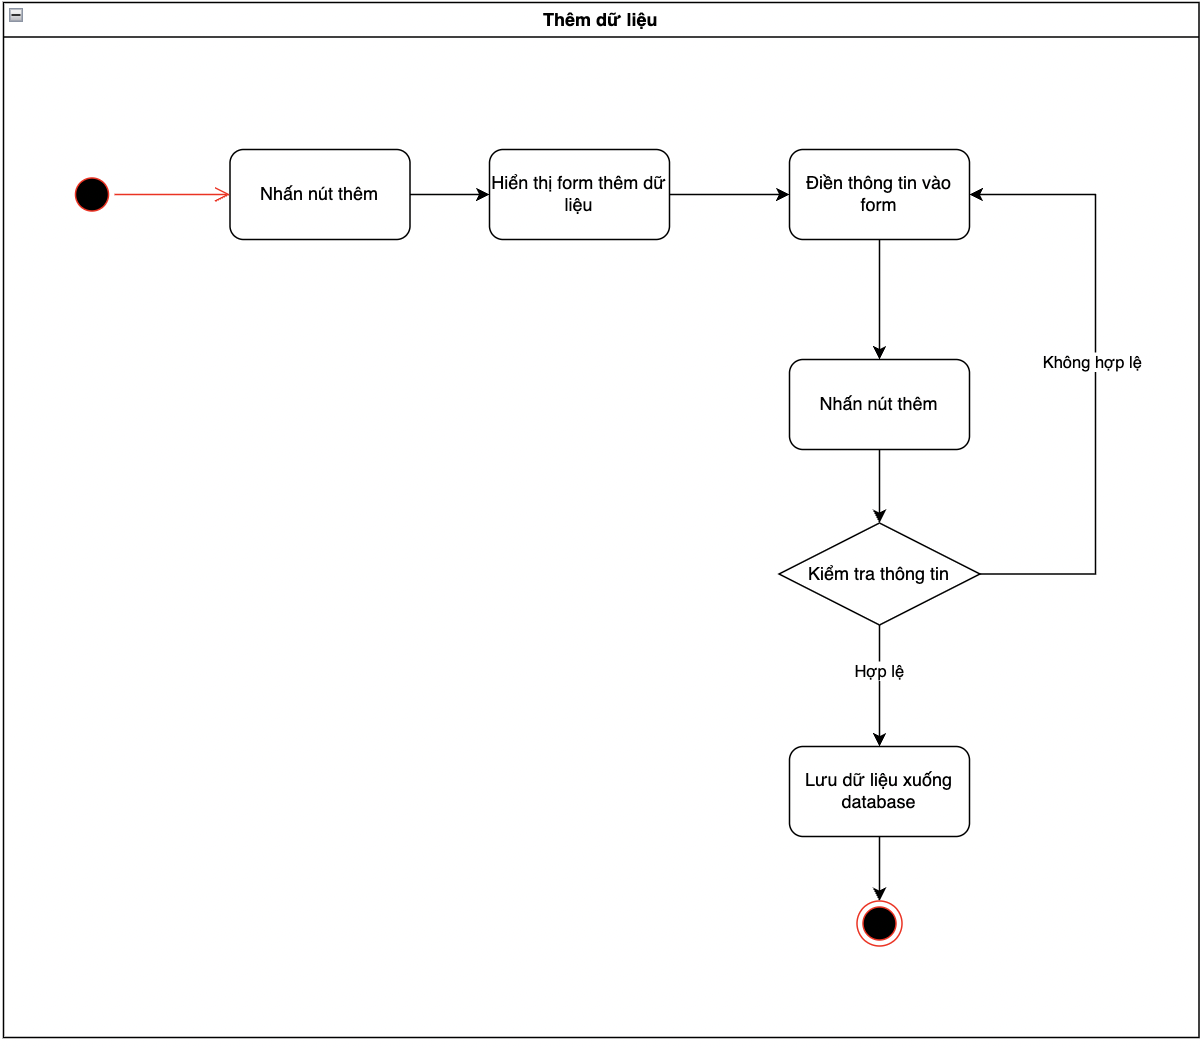 Thêm dữ liệu
Nhấn nút thêm
Hiển thị form thêm dữ
liệu
Điền thông tin vào
form
Không hợp lệ
Nhấn nút thêm
Kiểm tra thông tin
Hợp lệ
Lưu dữ liệu xuống
database